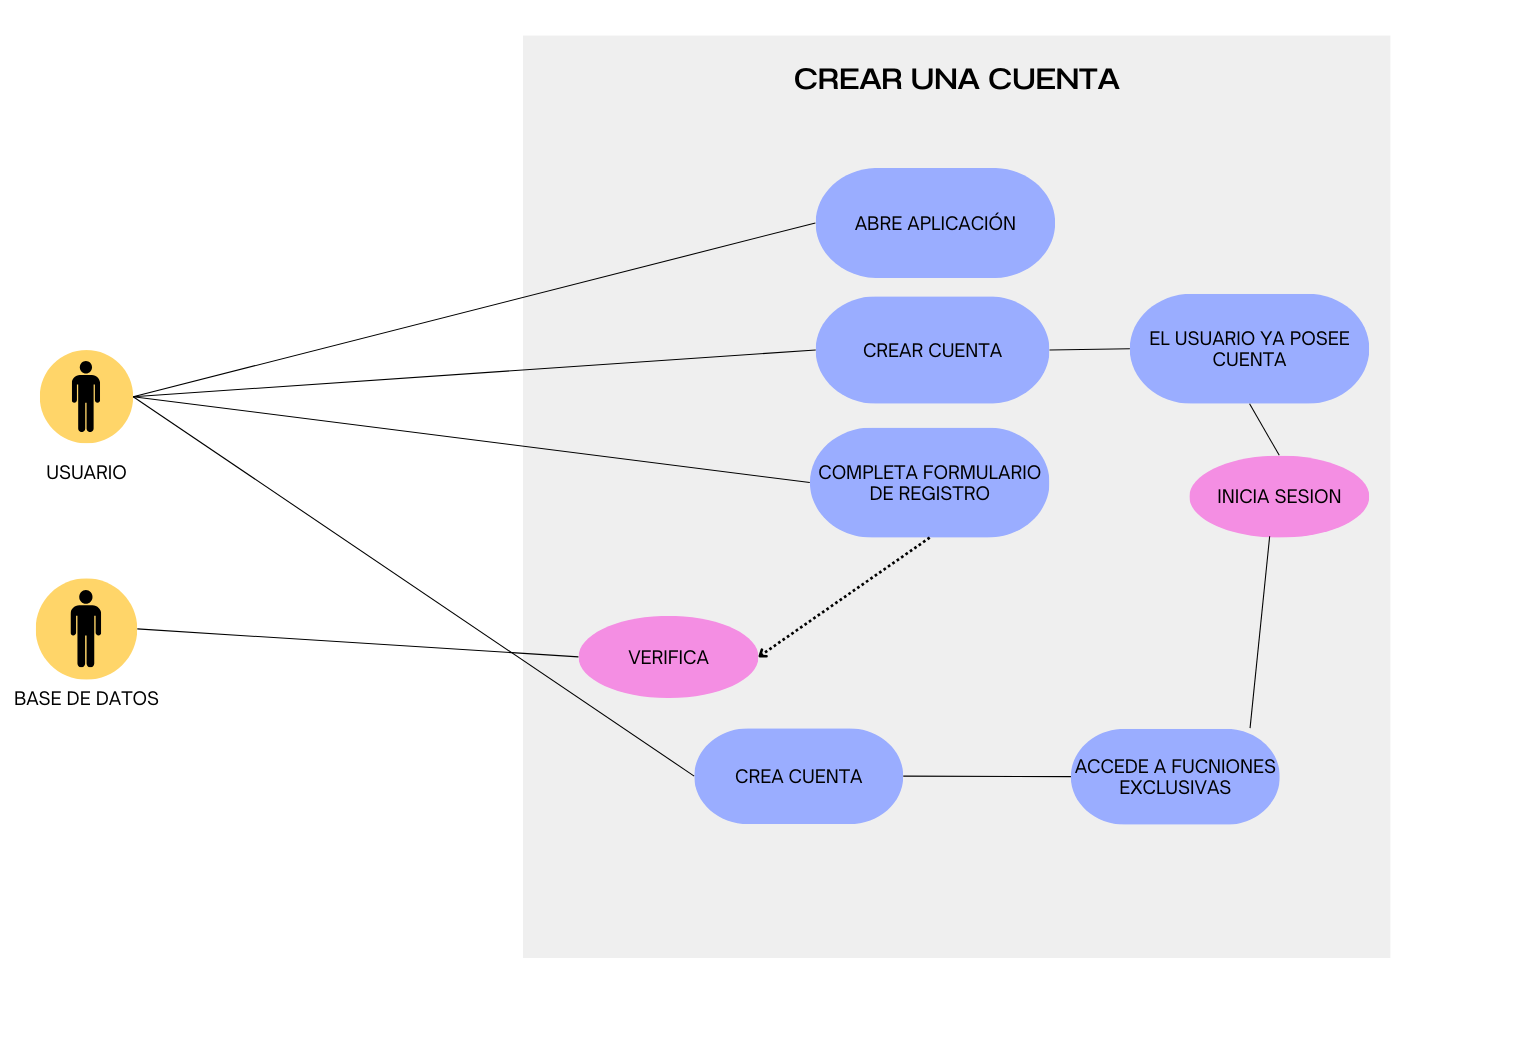 CREAR UNA CUENTA
ABRE APLICACIÓN
CREAR CUENTA
EL USUARIO YA POSEE
CUENTA
USUARIO
COMPLETA FORMULARIO
DE REGISTRO
INICIA SESION
BASE DE DATOS
VERIFICA
CREA CUENTA
ACCEDE A FUCNIONES
EXCLUSIVAS